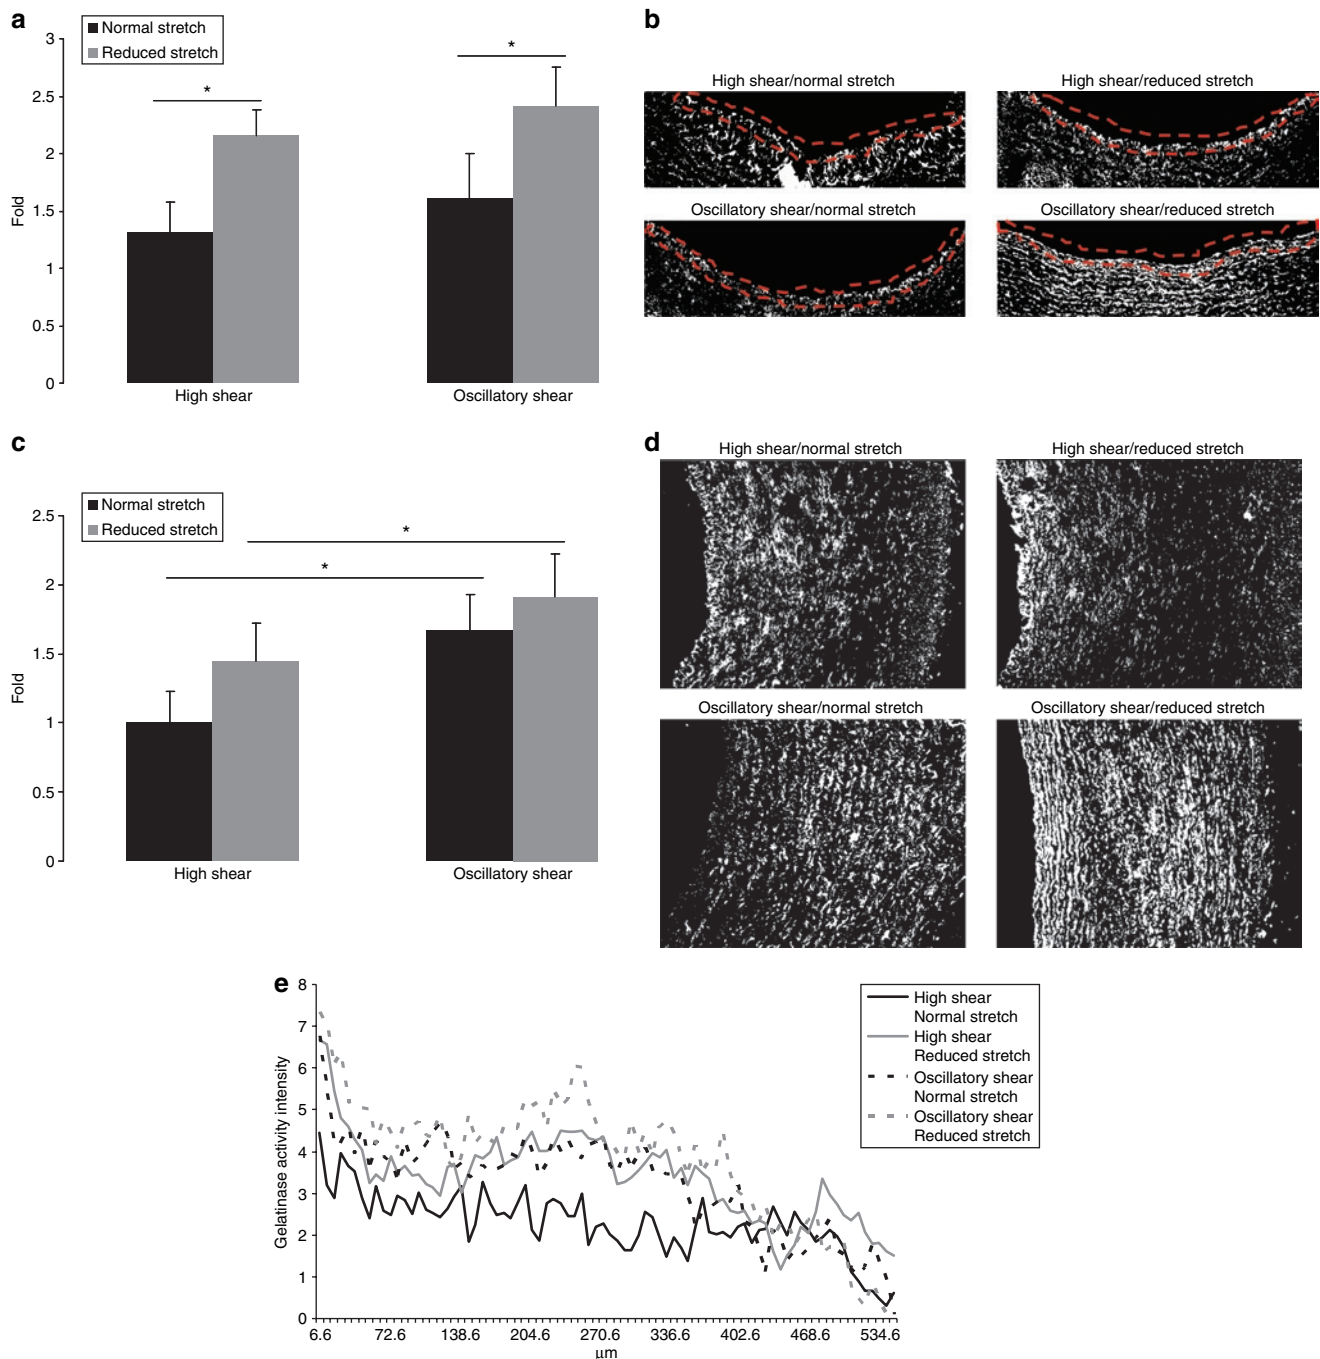 a
Normal stretch
Reduced stretch
3
2.5
2
1.5
1
0.5
0
Fold
*
*
High shear
Oscillatory shear
b
High shear/normal stretch
High shear/reduced stretch
Oscillatory shear/normal stretch
Oscillatory shear/reduced stretch
c
Normal stretch
Reduced stretch
2.5
2
1.5
1
0.5
0
Fold
*
*
High shear
Oscillatory shear
d
High shear/normal stretch
High shear/reduced stretch
Oscillatory shear/normal stretch
Oscillatory shear/reduced stretch
e
8
7
6
5
4
3
2
1
0
Gelatinase activity intensity
6.6 72.6 138.6 204.6 270.6 336.6 402.6 468.6 534.6
μm
High shear
Normal stretch
High shear
Reduced stretch
Oscillatory shear
Normal stretch
Oscillatory shear
Reduced stretch